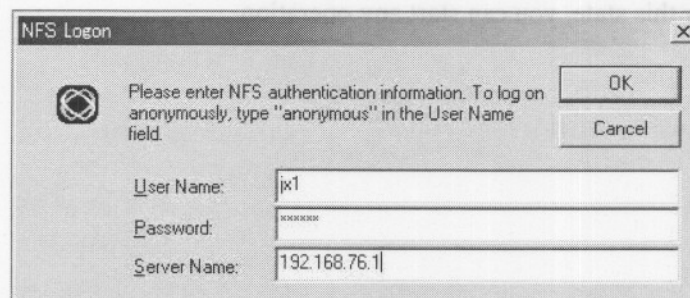 NFS Logon
Please enter NFS authentication information. To log on
anonymously, type "anonymous" in the User Name
field.
OK
Cancel
User Name: jx1
Password: ××××××
Server Name: 192.168.76.1